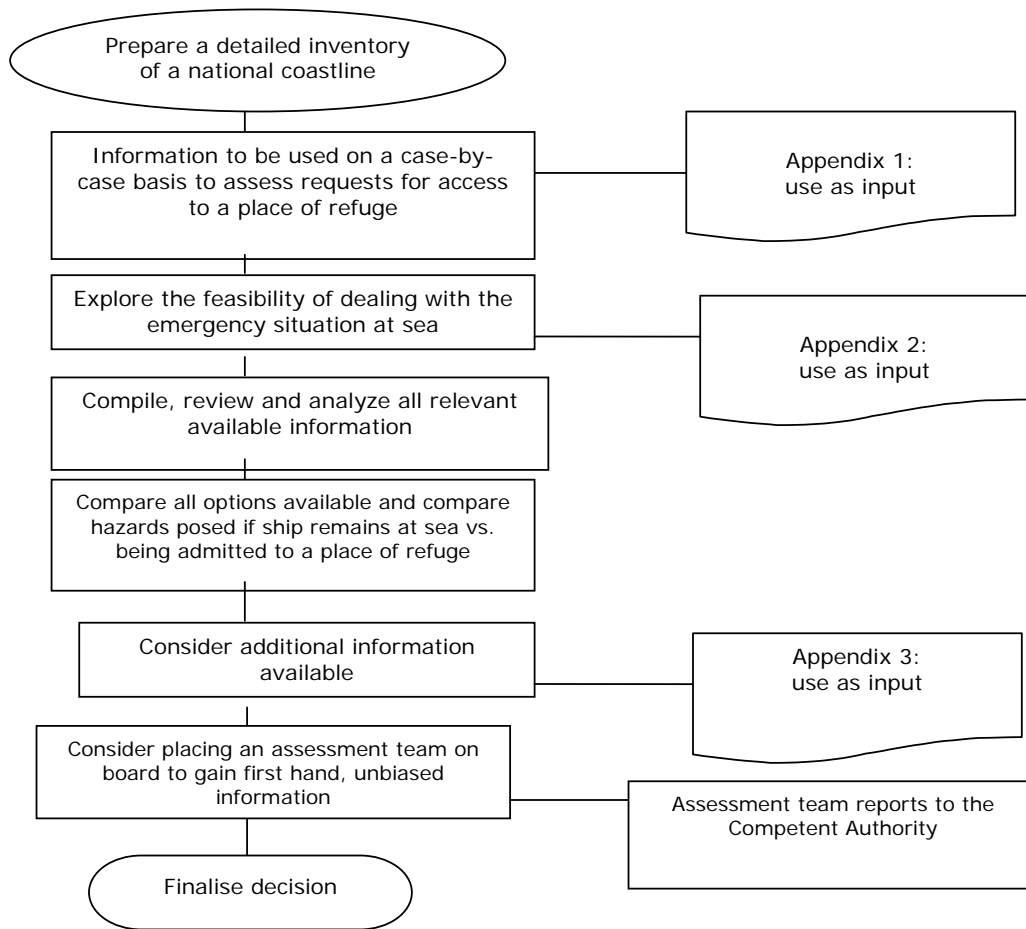 Prepare a detailed inventory
of a national coastline
Information to be used on a case-by-
case basis to assess requests for access
to a place of refuge
Appendix 1:
use as input
Explore the feasibility of dealing with the
emergency situation at sea
Appendix 2:
use as input
Compile, review and analyze all relevant
available information
Compare all options available and compare
hazards posed if ship remains at sea vs.
being admitted to a place of refuge
Consider additional information
available
Appendix 3:
use as input
Consider placing an assessment team on
board to gain first hand, unbiased
information
Assessment team reports to the
Competent Authority
Finalise decision